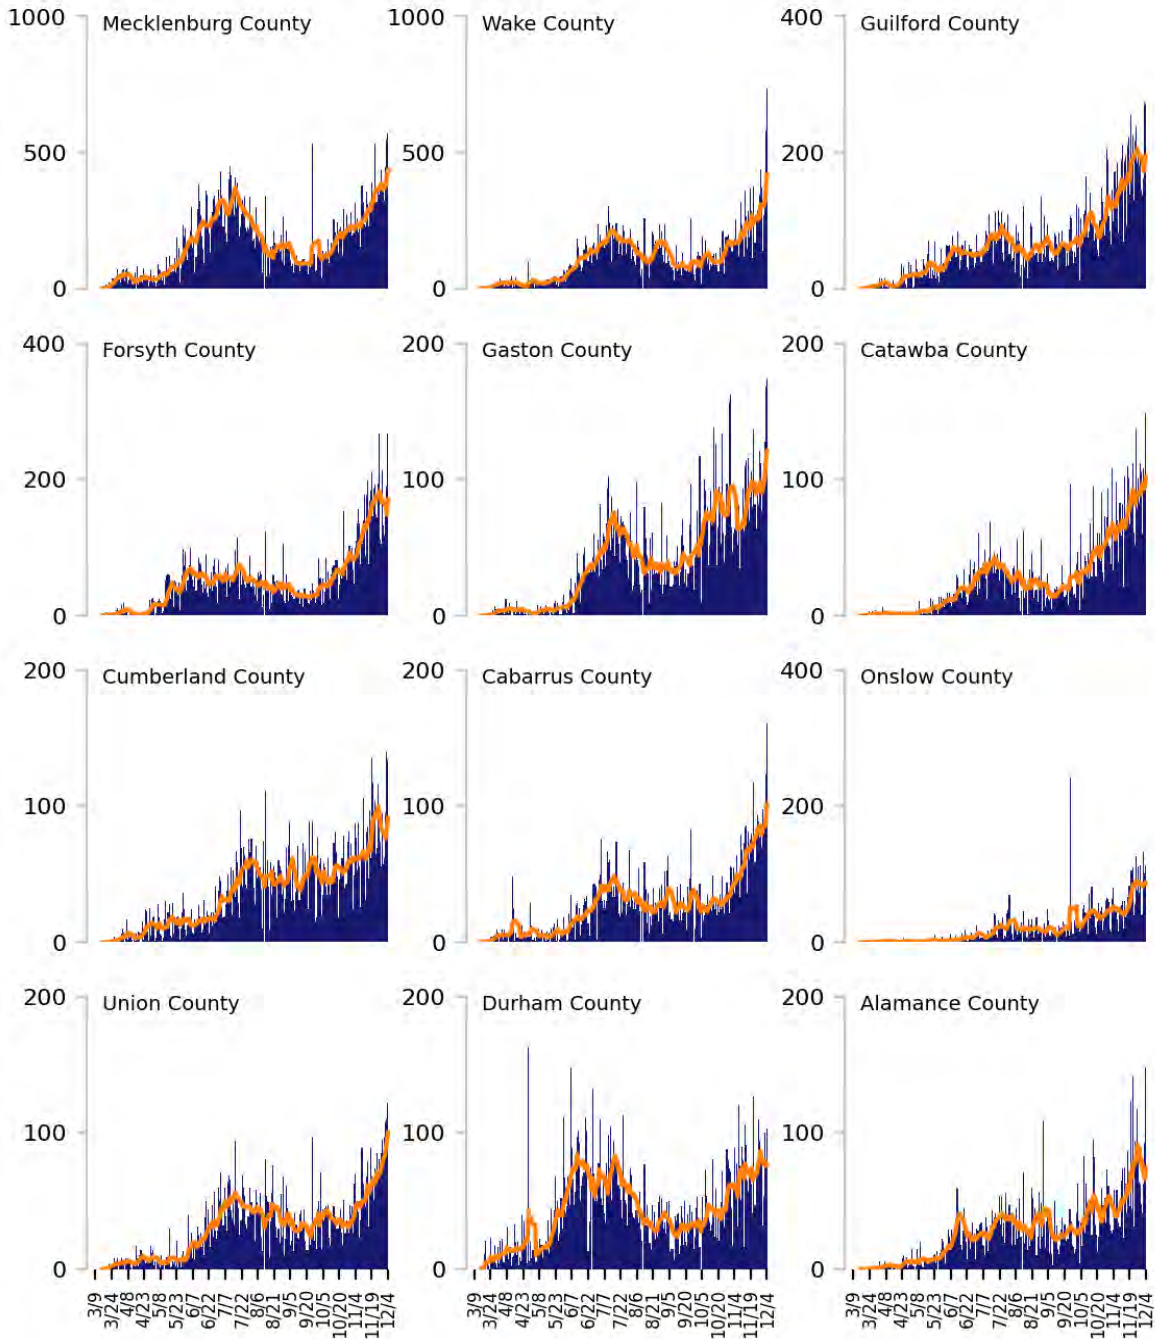 1000 Mecklenburg County 1000 Wake County 400 Guilford County
500 500 200
0 0 0
400 Forsyth County 200 Gaston County 200 Catawba County
200 100 100
0 0 0
200 Cumberland County 200 Cabarrus County 400 Onslow County
100 100 200
0 0 0
200 Union County 200 Durham County 200 Alamance County
100 100 100
0 0 0
3/9 3/24 4/8 4/23 5/8 5/23 6/7 6/22 7/7 7/22 8/6 8/21 9/5 9/20 10/5 10/20 11/4 11/19 12/4 3/9 3/24 4/8 4/23 5/8 5/23 6/7 6/22 7/7 7/22 8/6 8/21 9/5 9/20 10/5 10/20 11/4 11/19 12/4 3/9 3/24 4/8 4/23 5/8 5/23 6/7 6/22 7/7 7/22 8/6 8/21 9/5 9/20 10/5 10/20 11/4 11/19 12/4